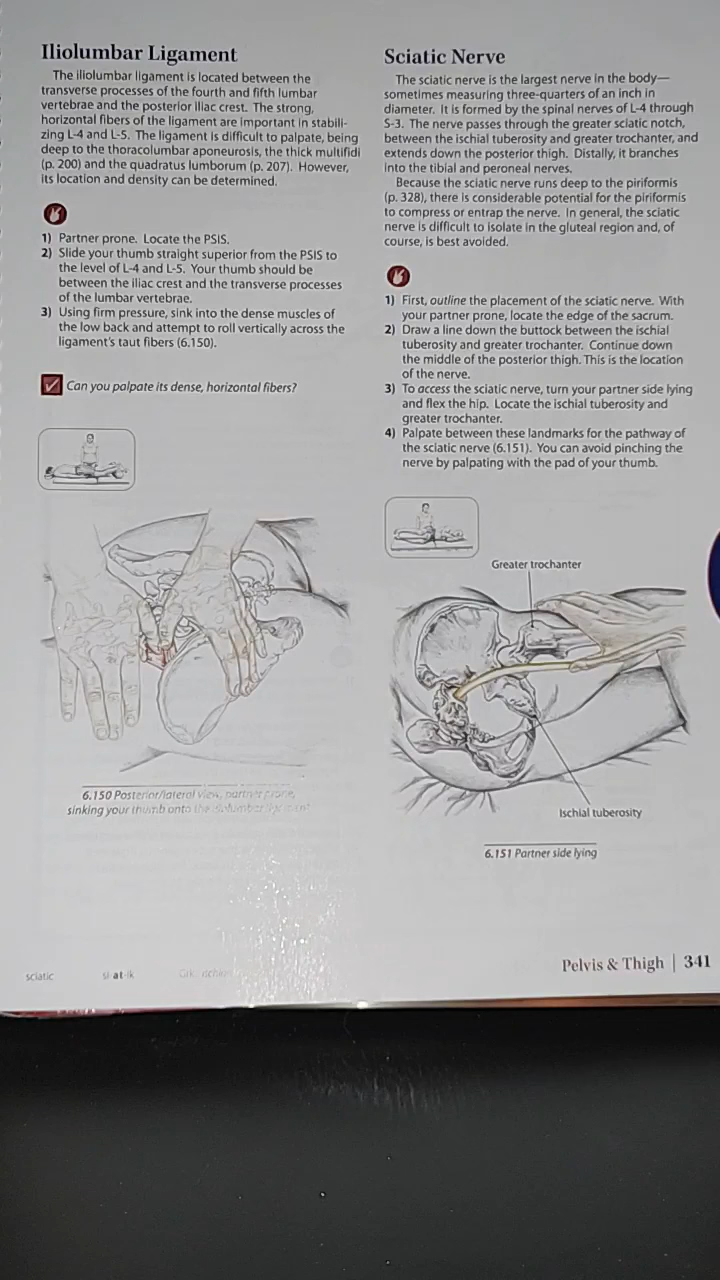 Iliolumbar Ligament
The iliolumbar ligament is located between the
transverse processes of the fourth and fifth lumbar
vertebrae and the posterior iliac crest. The strong,
horizontal fibers of the ligament are important in stabili-
zing L-4 and L-5. The ligament is difficult to palpate, being
deep to the thoracolumbar aponeurosis, the thick multifidi
(p. 200) and the quadratus lumborum (p. 207). However,
its location and density can be determined.
1) Partner prone. Locate the PSIS.
2) Slide your thumb straight superior from the PSIS to
the level of L-4 and L-5. Your thumb should be
between the iliac crest and the transverse processes
of the lumbar vertebrae.
3) Using firm pressure, sink into the dense muscles of
the low back and attempt to roll vertically across the
ligament's taut fibers (6.150).
Can you palpate its dense, horizontal fibers?
6.150 Posterior/lateral view, partner prone,
sinking your thumb onto the
Sciatic Nerve
The sciatic nerve is the largest nerve in the body—
sometimes measuring three-quarters of an inch in
diameter. It is formed by the spinal nerves of L-4 through
S-3. The nerve passes through the greater sciatic notch,
between the ischial tuberosity and greater trochanter, and
extends down the posterior thigh. Distally, it branches
into the tibial and peroneal nerves.
Because the sciatic nerve runs deep to the piriformis
(p. 328), there is considerable potential for the piriformis
to compress or entrap the nerve. In general, the sciatic
nerve is difficult to isolate in the gluteal region and, of
course, is best avoided.
1) First, outline the placement of the sciatic nerve. With
your partner prone, locate the edge of the sacrum.
2) Draw a line down the buttock between the ischial
tuberosity and greater trochanter. Continue down
the middle of the posterior thigh. This is the location
of the nerve.
3) To access the sciatic nerve, turn your partner side lying
and flex the hip. Locate the ischial tuberosity and
greater trochanter.
4) Palpate between these landmarks for the pathway of
the sciatic nerve (6.151). You can avoid pinching the
nerve by palpating with the pad of your thumb.
Greater trochanter
Ischial tuberosity
6.151 Partner side lying
sciatic si-at-ik
Pelvis & Thigh | 341